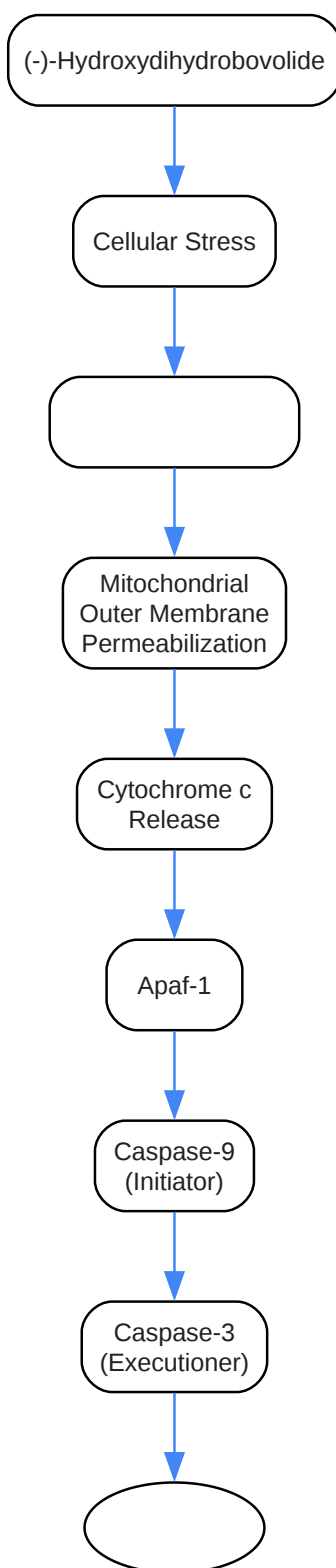 (-)-Hydroxydihydrobovolide
Cellular Stress
Mitochondrial
Outer Membrane
Permeabilization
Cytochrome c
Release
Apaf-1
Caspase-9
(Initiator)
Caspase-3
(Executioner)